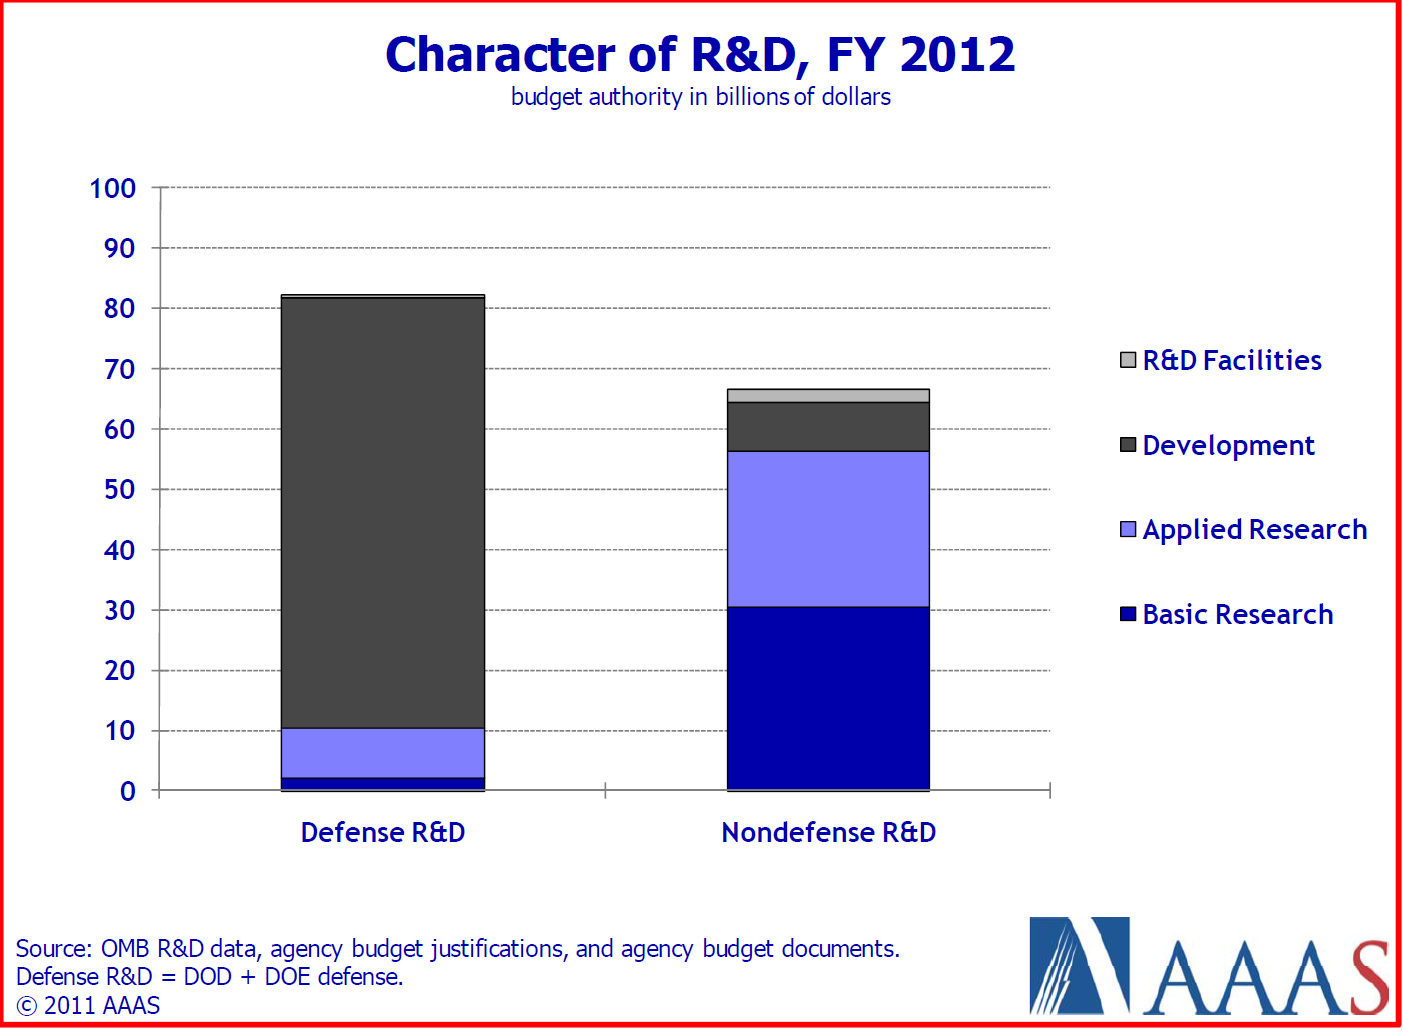 Character of R&D, FY 2012
budget authority in billions of dollars
100
90
80
70
60
50
40
30
20
10
0
Defense R&D
Nondefense R&D
R&D Facilities
Development
Applied Research
Basic Research
Source: OMB R&D data, agency budget justifications, and agency budget documents.
Defense R&D = DOD + DOE defense.
© 2011 AAAS
AAAS